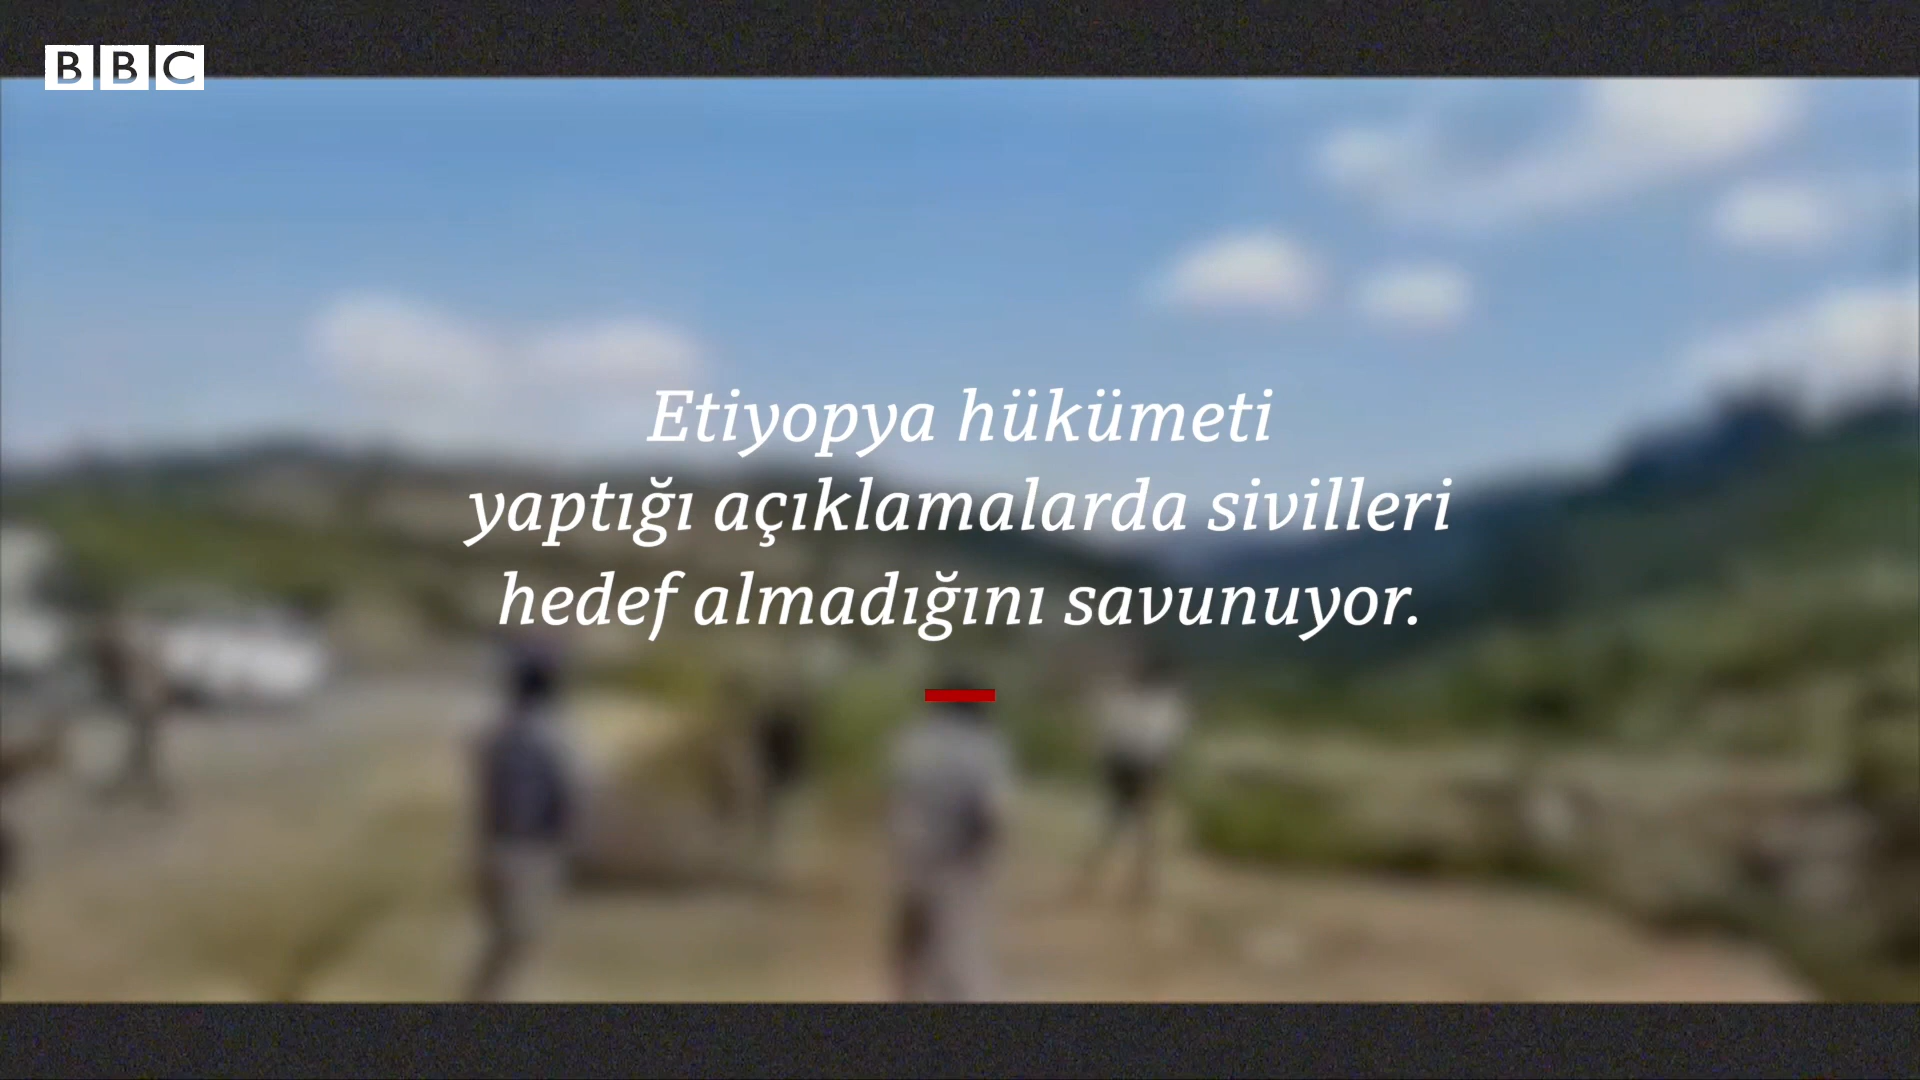 BBC
Etiyopya hükümeti
yaptığı açıklamalarda sivilleri
hedef almadığını savunuyor.